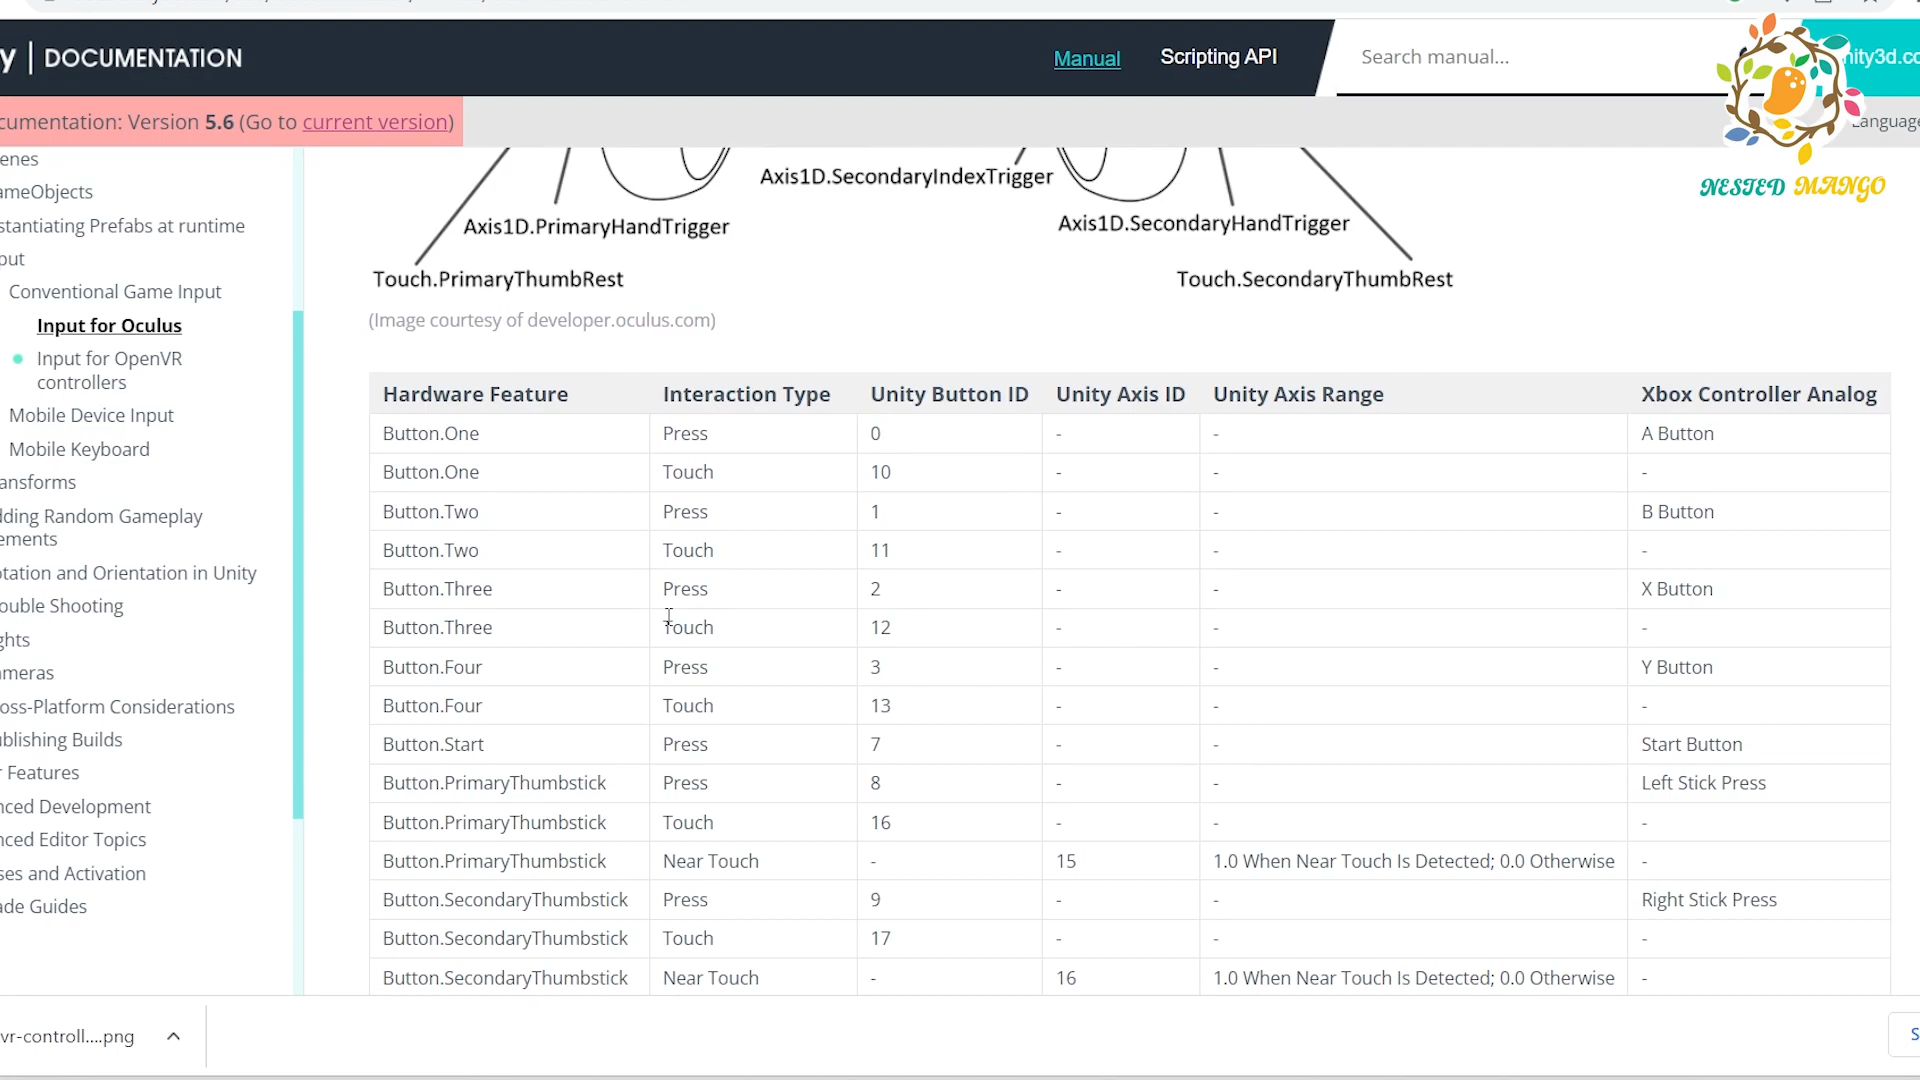 y | DOCUMENTATION
Manual
Scripting API
Search manual...
nity3d.co
cumentation: Version 5.6 (Go to current version)
Language
NESTED MANGO
enes
ameObjects
stantiating Prefabs at runtime
put
Conventional Game Input
Input for Oculus
Input for OpenVR
controllers
Mobile Device Input
Mobile Keyboard
ansforms
dding Random Gameplay
ements
otation and Orientation in Unity
ouble Shooting
ghts
ameras
oss-Platform Considerations
ublishing Builds
r Features
nced Development
nced Editor Topics
ses and Activation
ade Guides
Axis1D.SecondaryIndexTrigger
Axis1D.PrimaryHandTrigger
Axis1D.SecondaryHandTrigger
Touch.PrimaryThumbRest
Touch.SecondaryThumbRest
(Image courtesy of developer.oculus.com)
Hardware Feature Interaction Type Unity Button ID Unity Axis ID Unity Axis Range Xbox Controller Analog
Button.One Press 0 - - A Button
Button.One Touch 10 - - -
Button.Two Press 1 - - B Button
Button.Two Touch 11 - - -
Button.Three Press 2 - - X Button
Button.Three Touch 12 - - -
Button.Four Press 3 - - Y Button
Button.Four Touch 13 - - -
Button.Start Press 7 - - Start Button
Button.PrimaryThumbstick Press 8 - - Left Stick Press
Button.PrimaryThumbstick Touch 16 - - -
Button.PrimaryThumbstick Near Touch - 15 1.0 When Near Touch Is Detected; 0.0 Otherwise -
Button.SecondaryThumbstick Press 9 - - Right Stick Press
Button.SecondaryThumbstick Touch 17 - - -
Button.SecondaryThumbstick Near Touch - 16 1.0 When Near Touch Is Detected; 0.0 Otherwise -
vr-controll....png
S